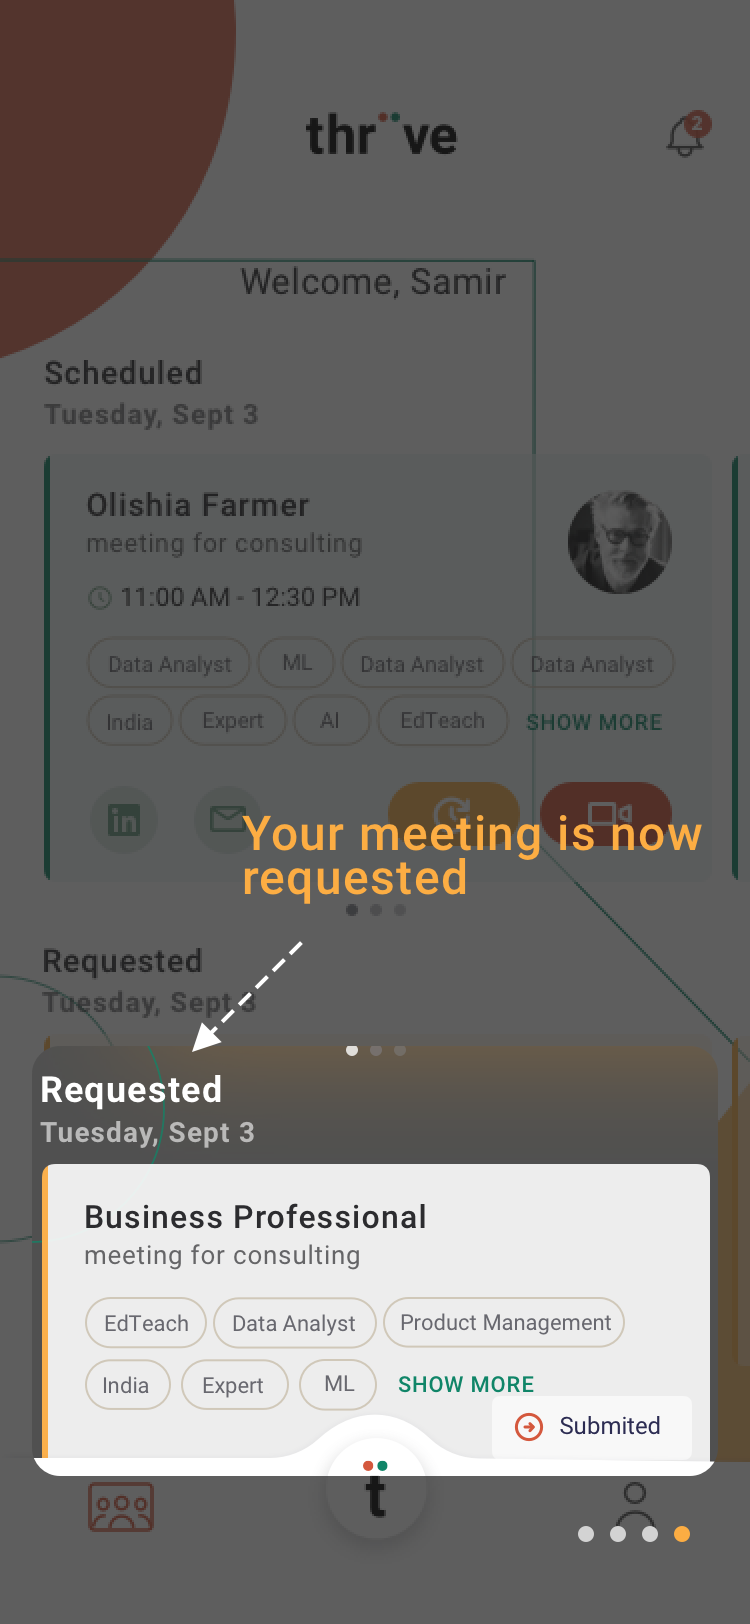 thrive
2
Welcome, Samir
Scheduled
Tuesday, Sept 3
Olishia Farmer
meeting for consulting
11:00 AM - 12:30 PM
Data Analyst ML Data Analyst Data Analyst
India Expert AI EdTeach SHOW MORE
in
Your meeting is now
requested
Requested
Tuesday, Sept 3
Requested
Tuesday, Sept 3
Business Professional
meeting for consulting
EdTeach Data Analyst Product Management
India Expert ML SHOW MORE
Submited
t